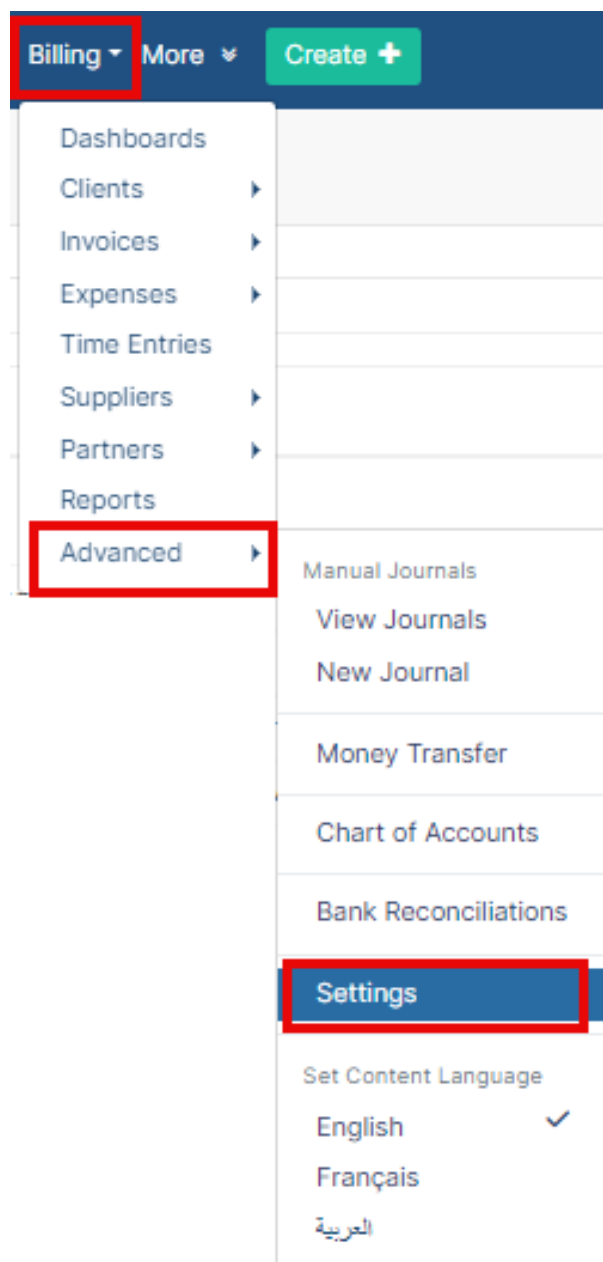 Billing More Create +
Dashboards
Clients
Invoices
Expenses
Time Entries
Suppliers
Partners
Reports
Advanced
Manual Journals
View Journals
New Journal
Money Transfer
Chart of Accounts
Bank Reconciliations
Settings
Set Content Language
English
Français
العربية